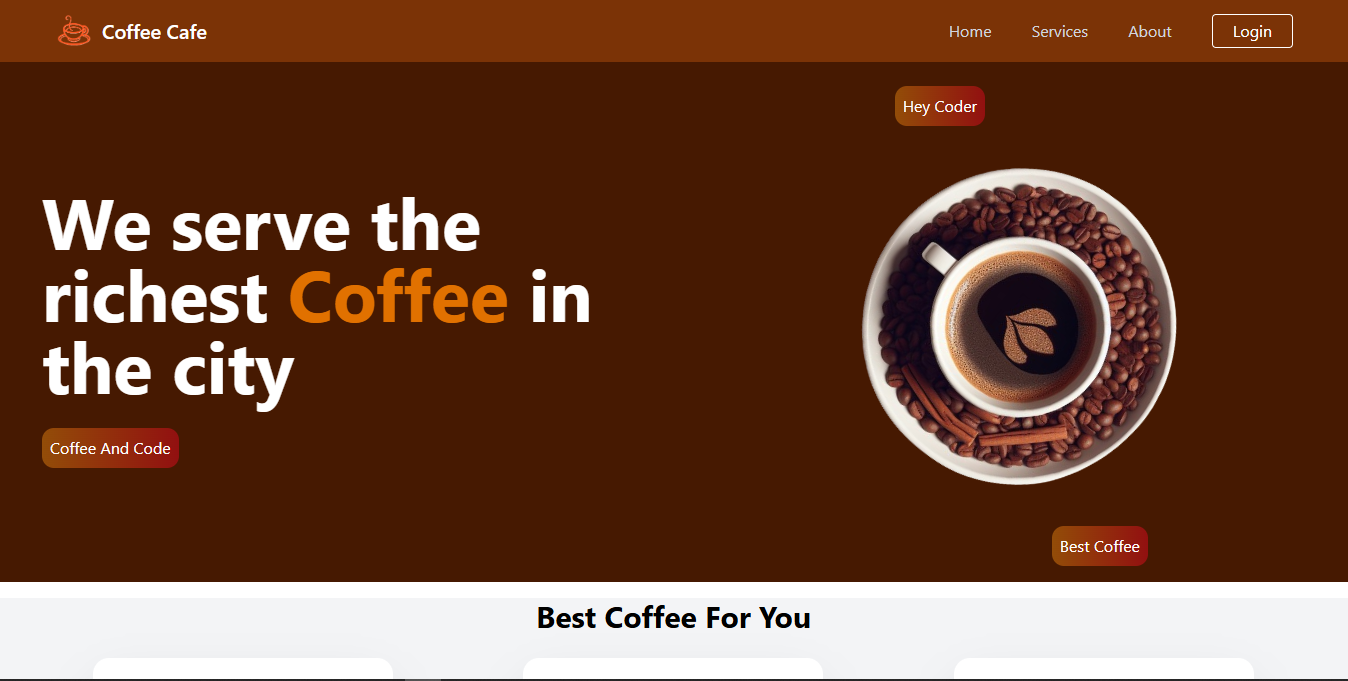 Coffee Cafe
Home
Services
About
Login
Hey Coder
We serve the
richest Coffee in
the city
Coffee And Code
Best Coffee
Best Coffee For You